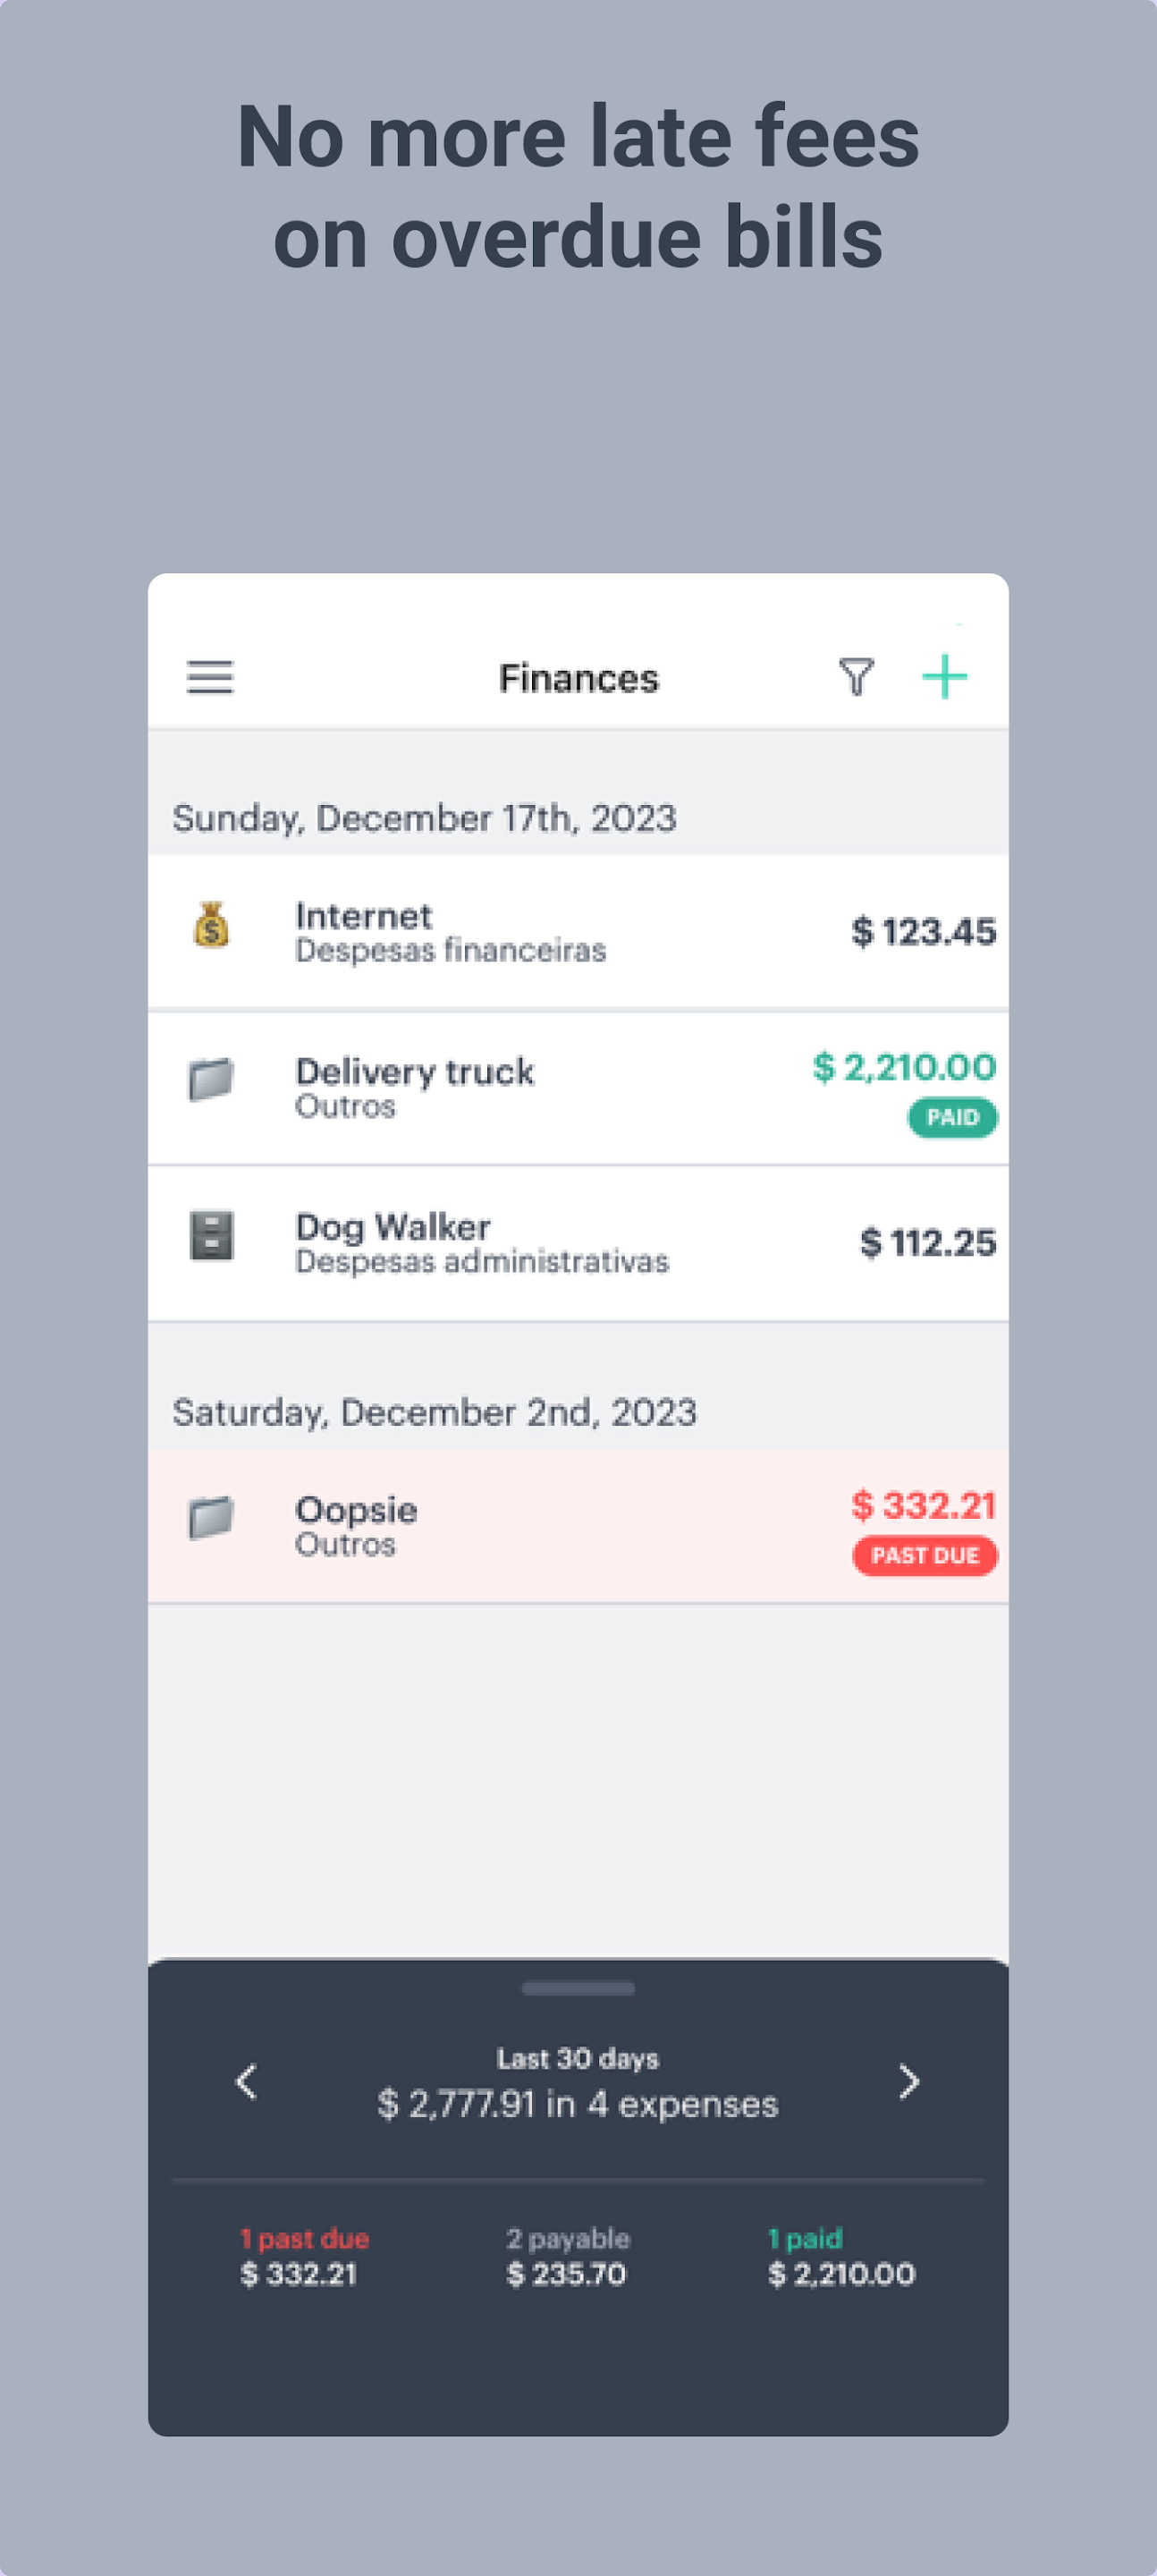 No more late fees
on overdue bills
Finances
Sunday, December 17th, 2023
Internet
Despesas financeiras
$ 123.45
Delivery truck
Outros
$ 2,210.00
PAID
Dog Walker
Despesas administrativas
$ 112.25
Saturday, December 2nd, 2023
Oopsie
Outros
$ 332.21
PAST DUE
Last 30 days
$ 2,777.91 in 4 expenses
1 past due
$ 332.21
2 payable
$ 235.70
1 paid
$ 2,210.00